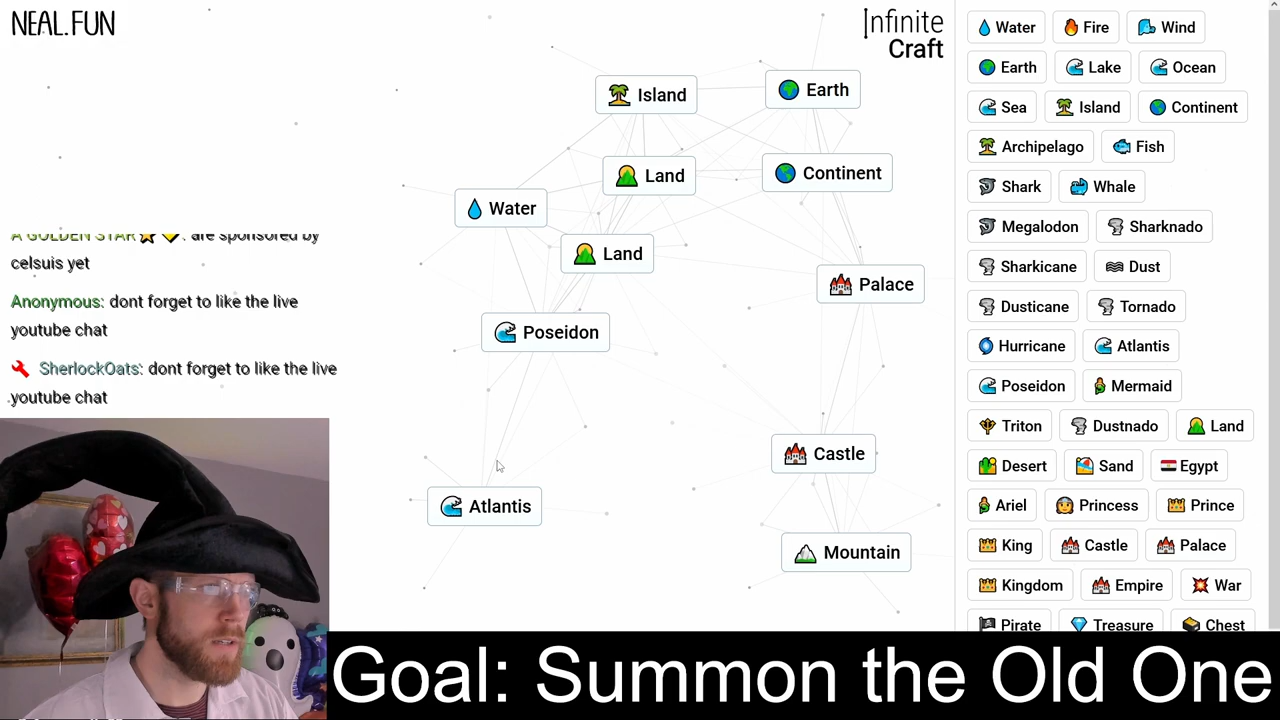 NEAL.FUN
Infinite
Craft
Island
Earth
Land
Continent
Water
Land
Palace
Poseidon
Castle
Atlantis
Mountain
A GOLDEN STAR: are sponsored by
celsuis yet
Anonymous: dont forget to like the live
youtube chat
SherlockOats: dont forget to like the live
youtube chat
Water Fire Wind
Earth Lake Ocean
Sea Island Continent
Archipelago Fish
Shark Whale
Megalodon Sharknado
Sharkicane Dust
Dusticane Tornado
Hurricane Atlantis
Poseidon Mermaid
Triton Dustnado Land
Desert Sand Egypt
Ariel Princess Prince
King Castle Palace
Kingdom Empire War
Pirate Treasure Chest
Goal: Summon the Old One